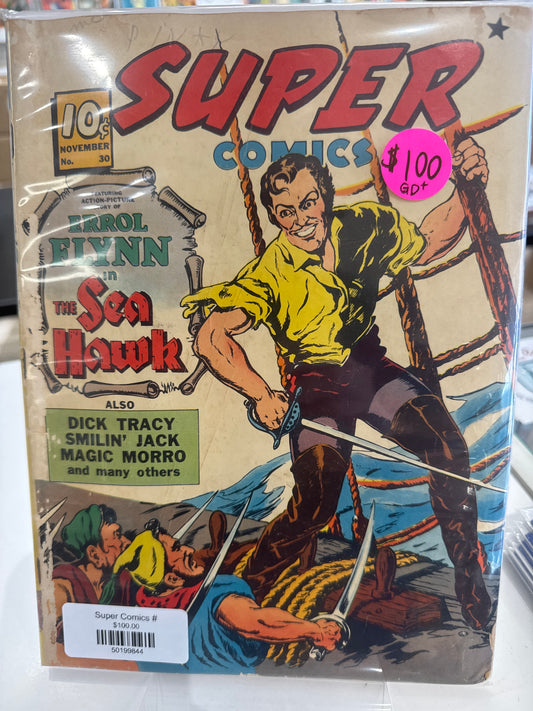 SUPER
COMICS
10¢
NOVEMBER
No. 30
$100
GD+
FEATURING
ACTION-PICTURE
STORY OF
ERROL
FLYNN
in
THE
Sea
Hawk
ALSO
DICK TRACY
SMILIN' JACK
MAGIC MORRO
and many others
Super Comics #
$100.00
50199844